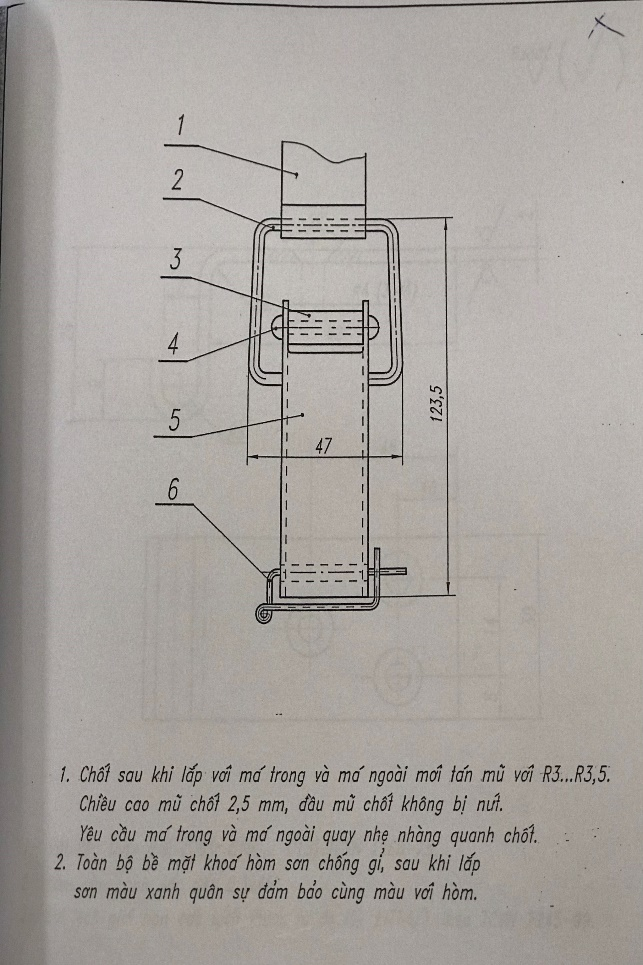 1
2
3
4
5
6
47
123,5
1. Chốt sau khi lắp với má trong và má ngoài mới tán mũ với R3...R3,5.
Chiều cao mũ chốt 2,5 mm, đầu mũ chốt không bị nứt.
Yêu cầu má trong và má ngoài quay nhẹ nhàng quanh chốt.
2. Toàn bộ bề mặt khoá hòm sơn chống gỉ, sau khi lắp
sơn màu xanh quân sự đảm bảo cùng màu với hòm.